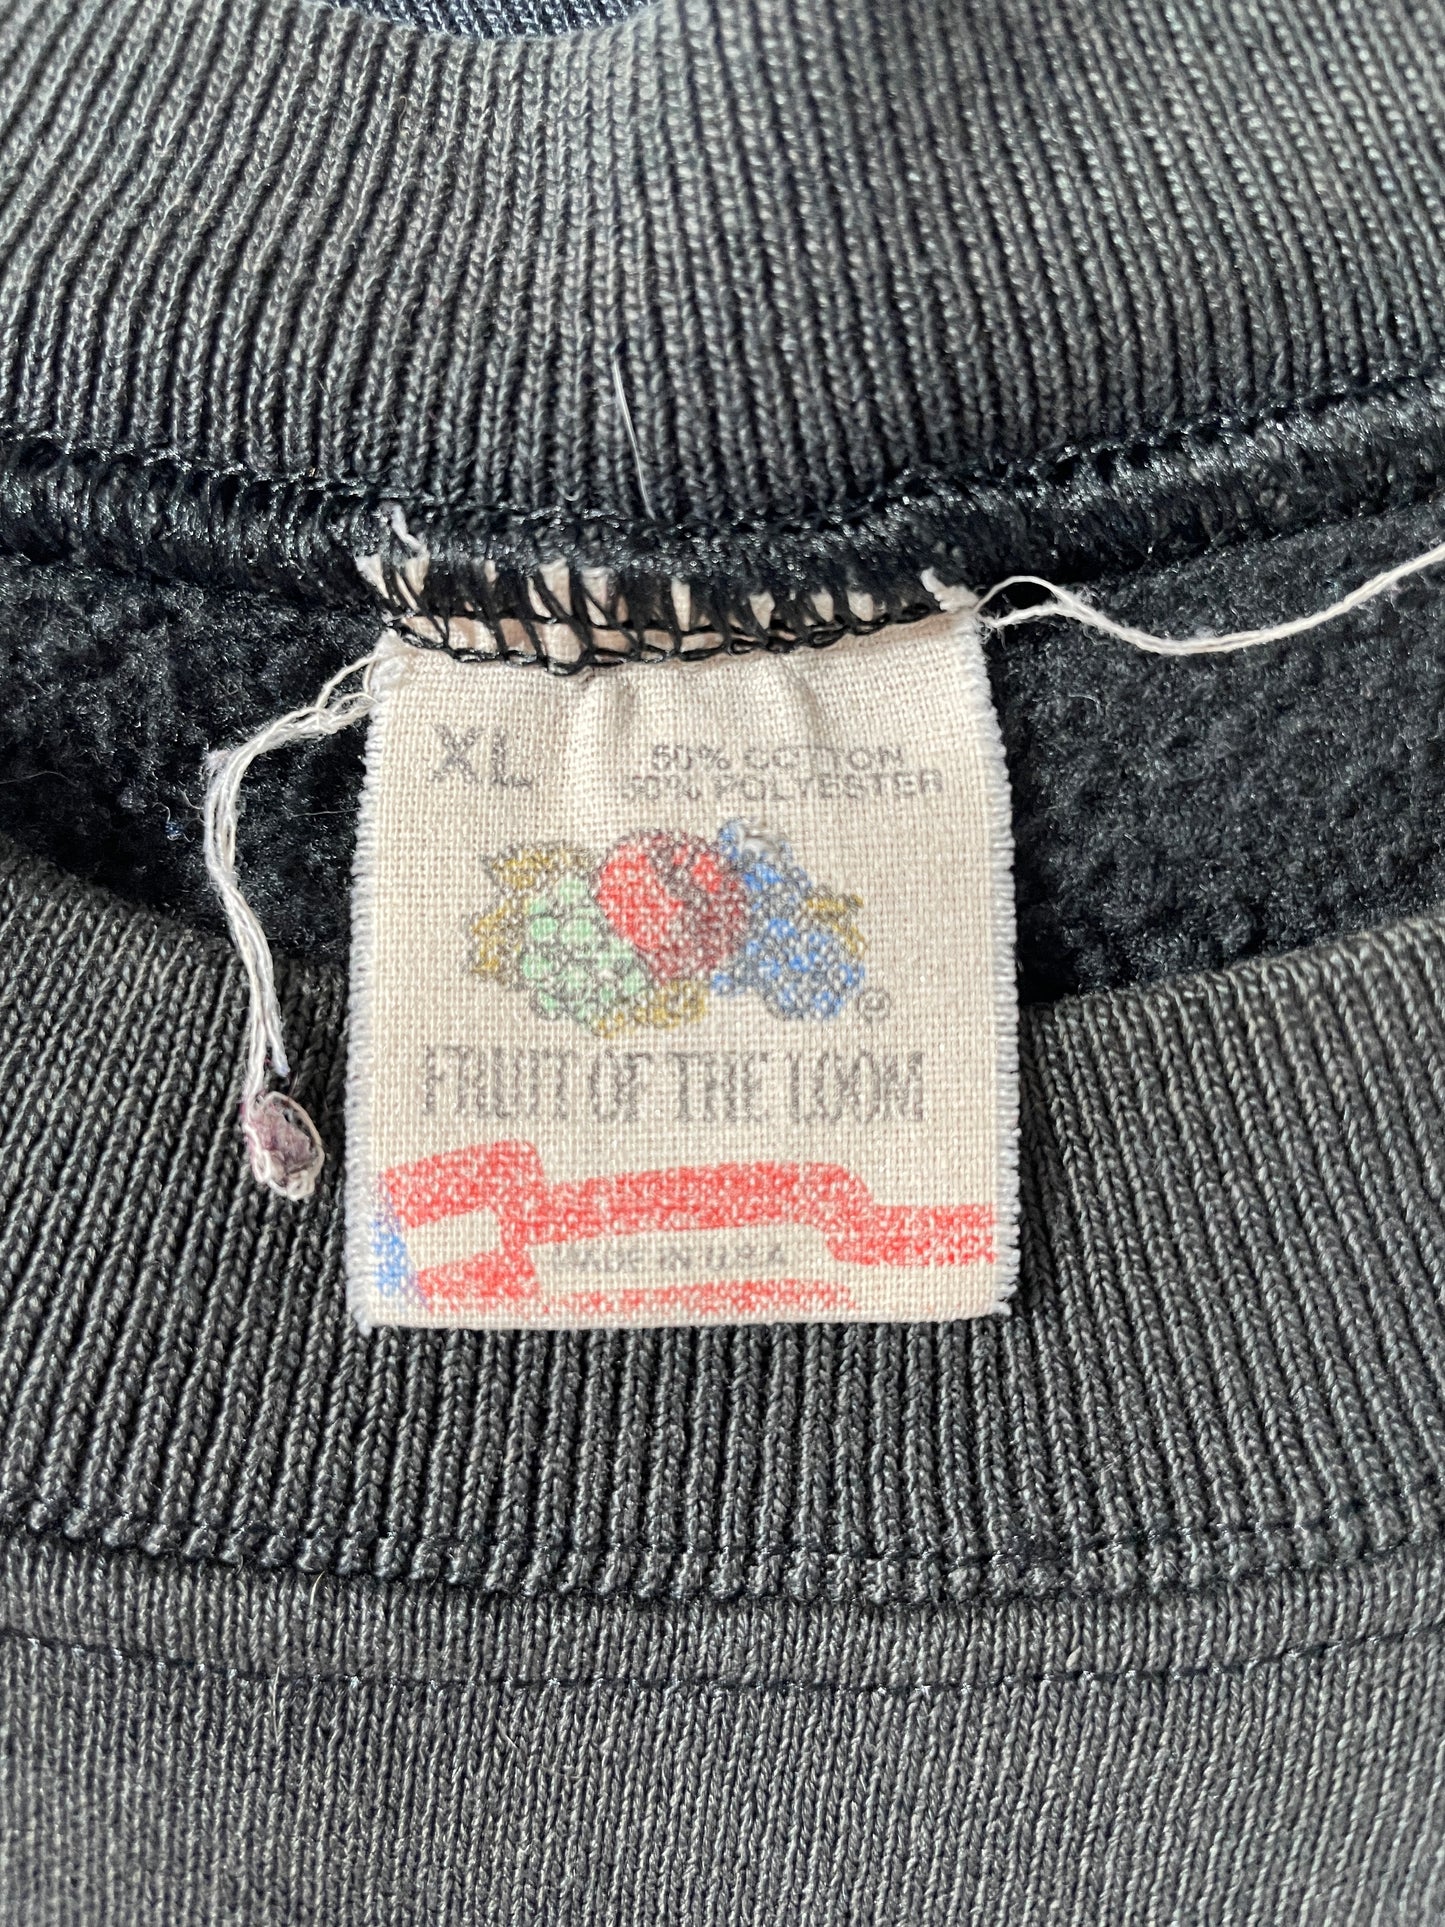 XL
50% COTTON
50% POLYESTER
®
FRUIT OF THE LOOM
MADE IN U.S.A.